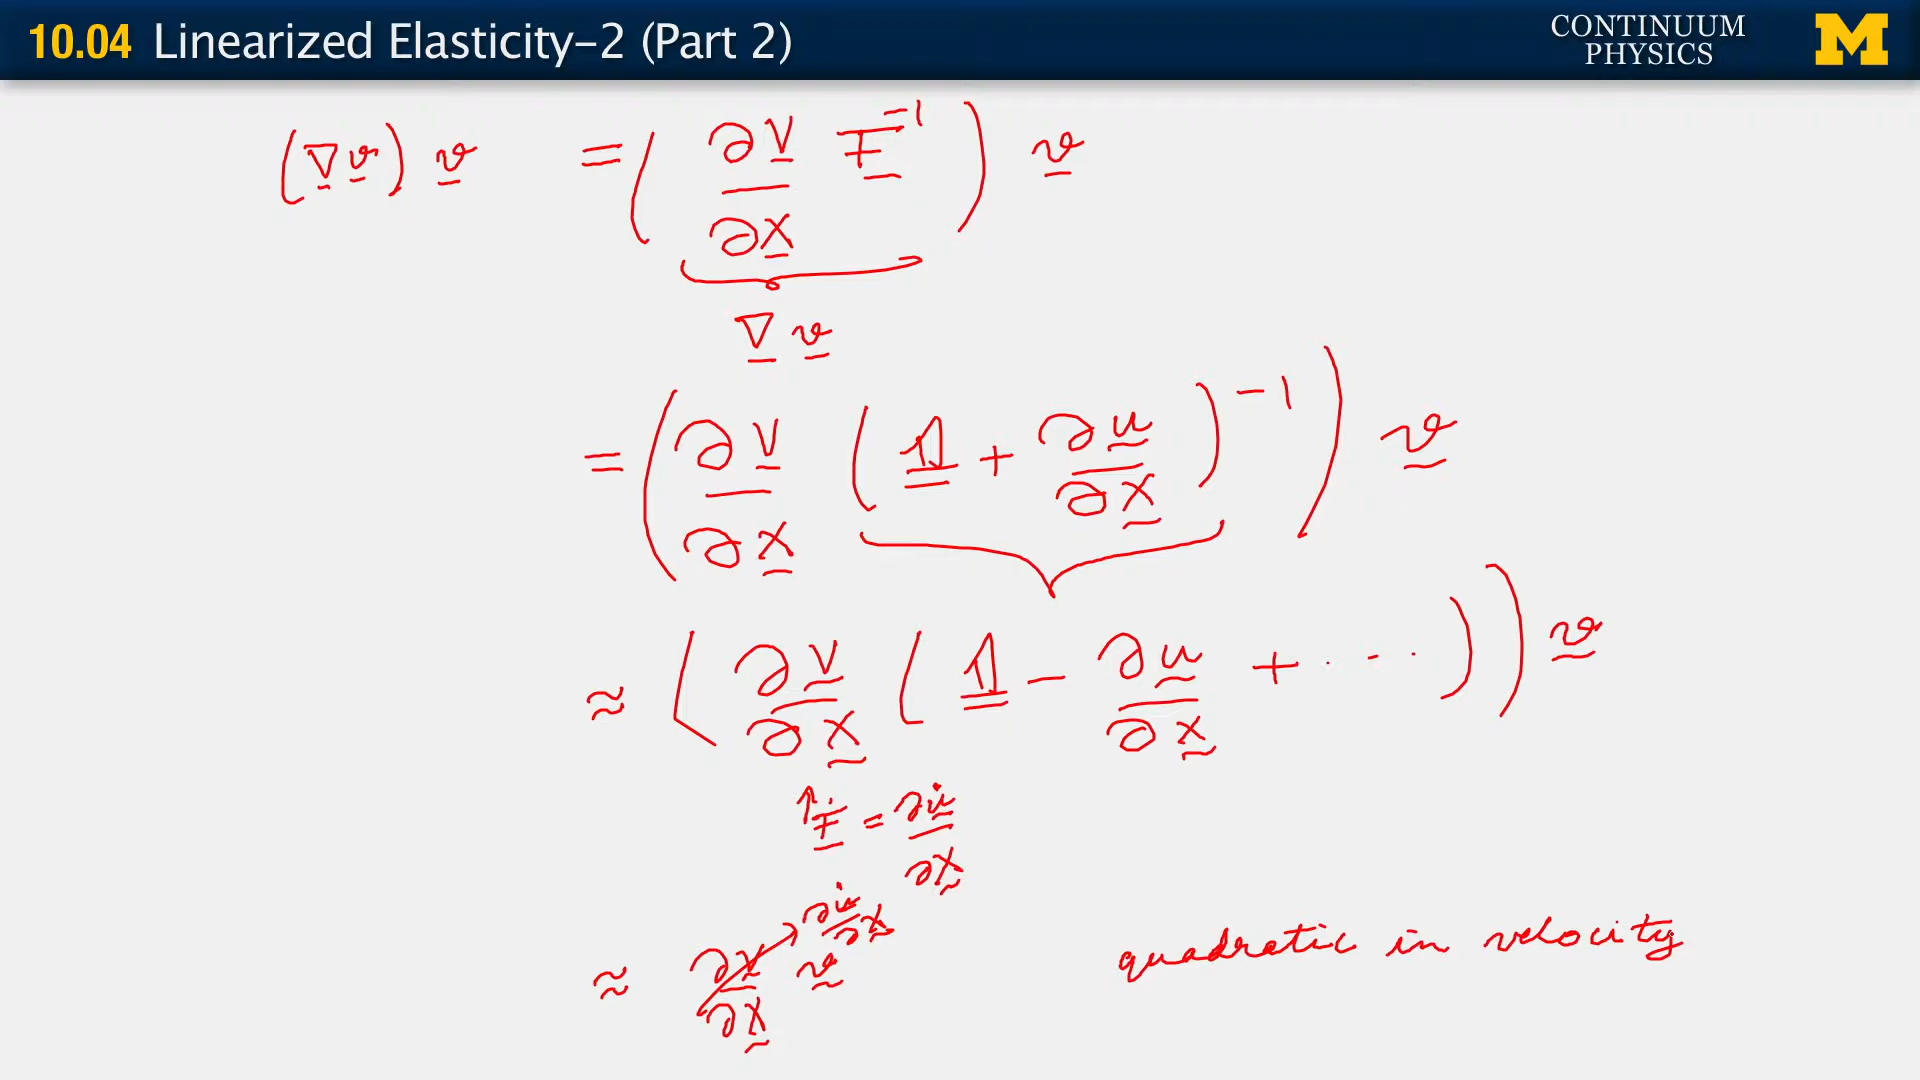 10.04 Linearized Elasticity-2 (Part 2)
CONTINUUM PHYSICS M
(∇v) v = (∂V/∂X F⁻¹) v
∇ v
= (∂V/∂X (𝟙 + ∂u/∂X)⁻¹) v
≈ (∂V/∂X (𝟙 − ∂u/∂X + ···)) v
↑Ḟ = ∂u̇/∂X
≈ ∂V/∂X → ∂u̇/∂X v quadratic in velocity